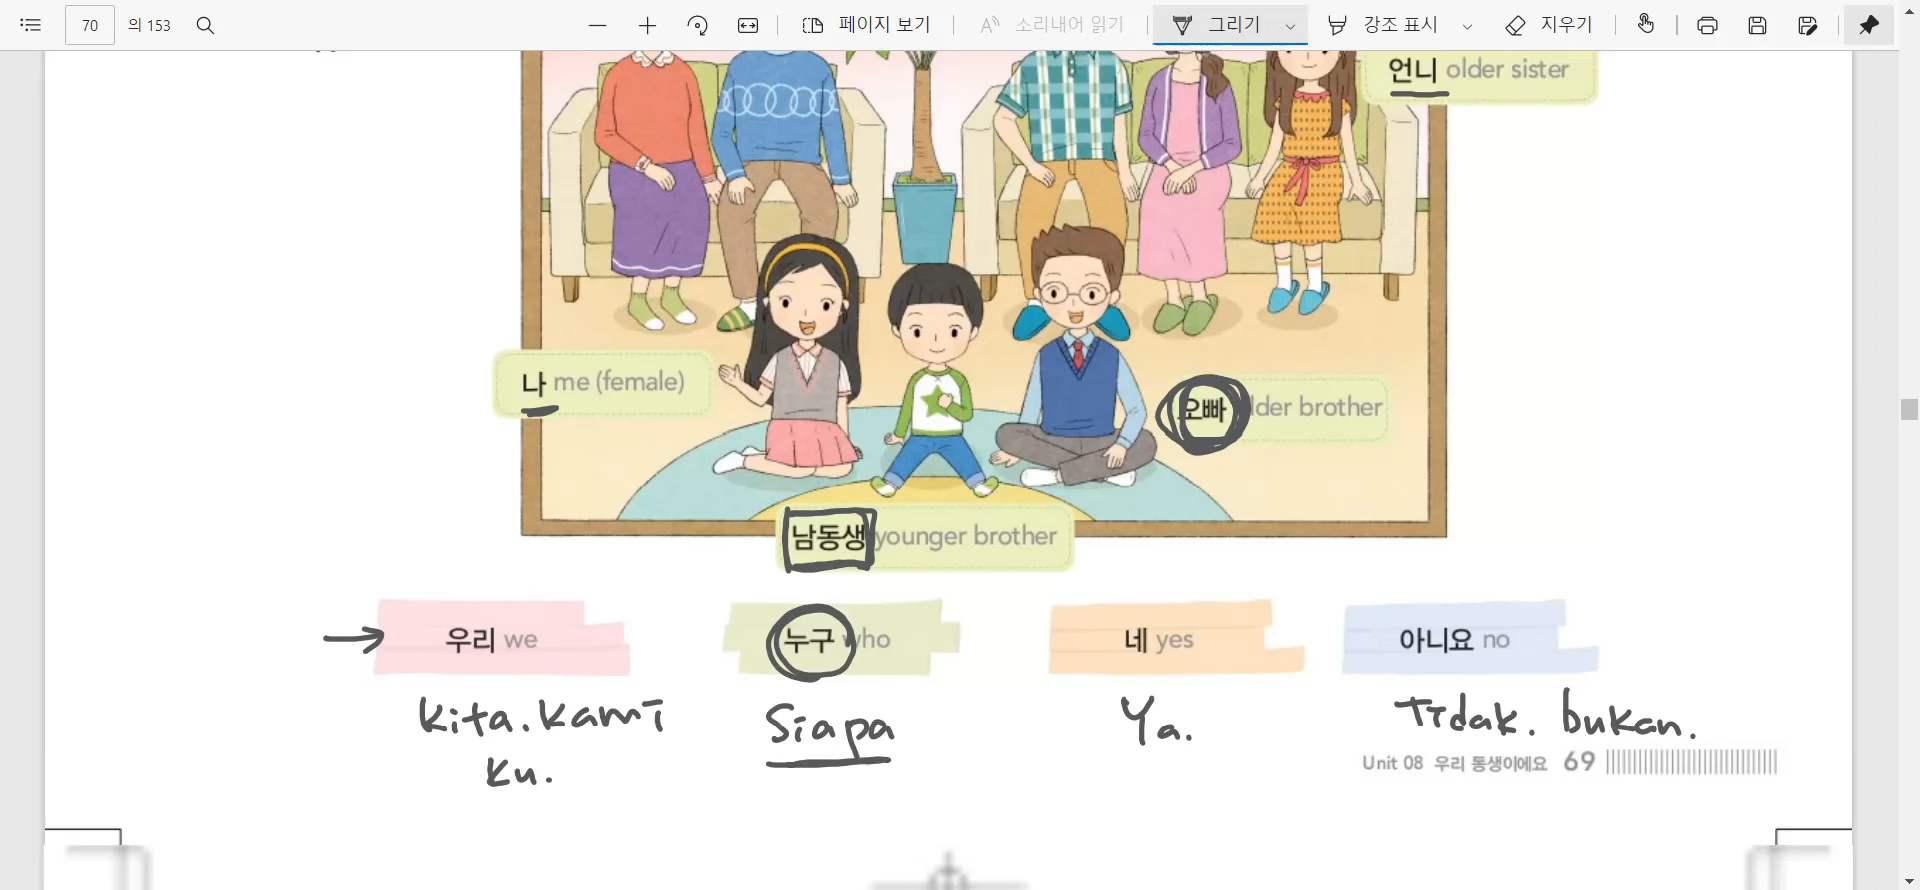 70 의 153 페이지 보기 소리내어 읽기 그리기 강조 표시 지우기
언니 older sister
나 me (female)
오빠 lder brother
남동생 younger brother
우리 we 누구 who 네 yes 아니요 no
kita. kami Siapa Ya. Tidak. bukan.
ku.
Unit 08 우리 동생이에요 69